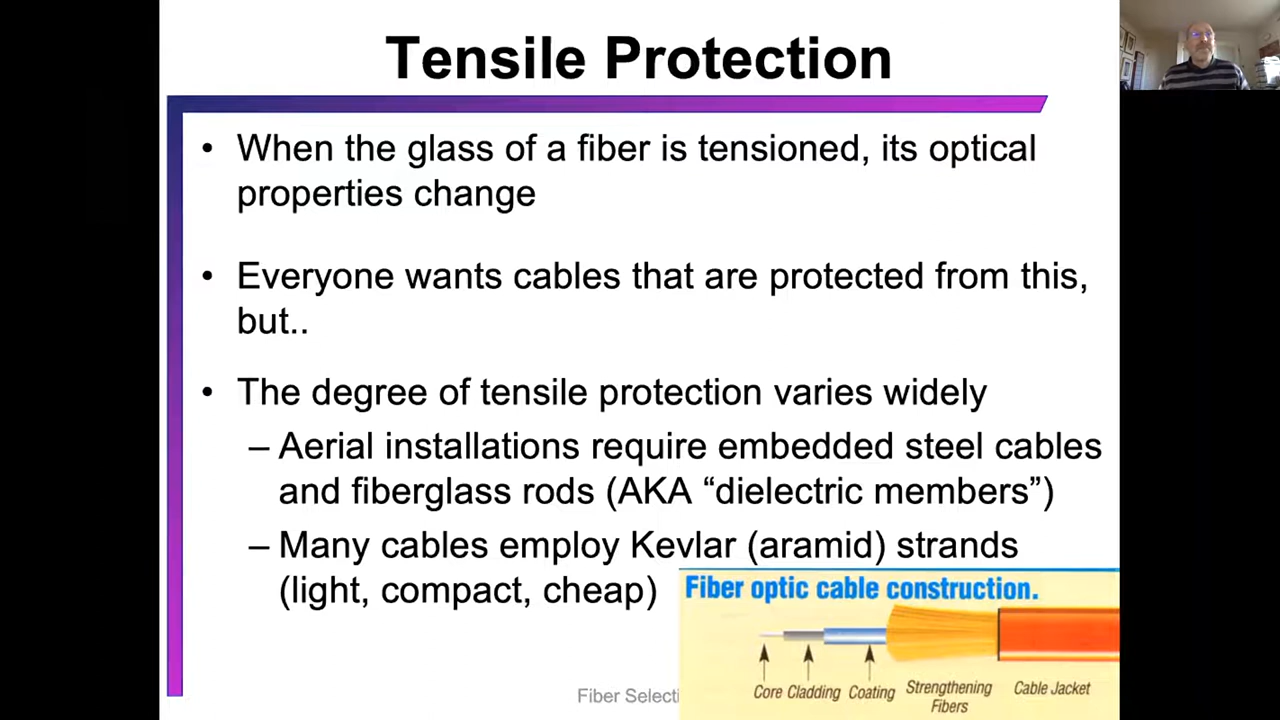 Tensile Protection
• When the glass of a fiber is tensioned, its optical
properties change
• Everyone wants cables that are protected from this,
but..
• The degree of tensile protection varies widely
– Aerial installations require embedded steel cables
and fiberglass rods (AKA “dielectric members”)
– Many cables employ Kevlar (aramid) strands
(light, compact, cheap)
Fiber optic cable construction.
Core Cladding Coating Strengthening Fibers Cable Jacket
Fiber Selecti